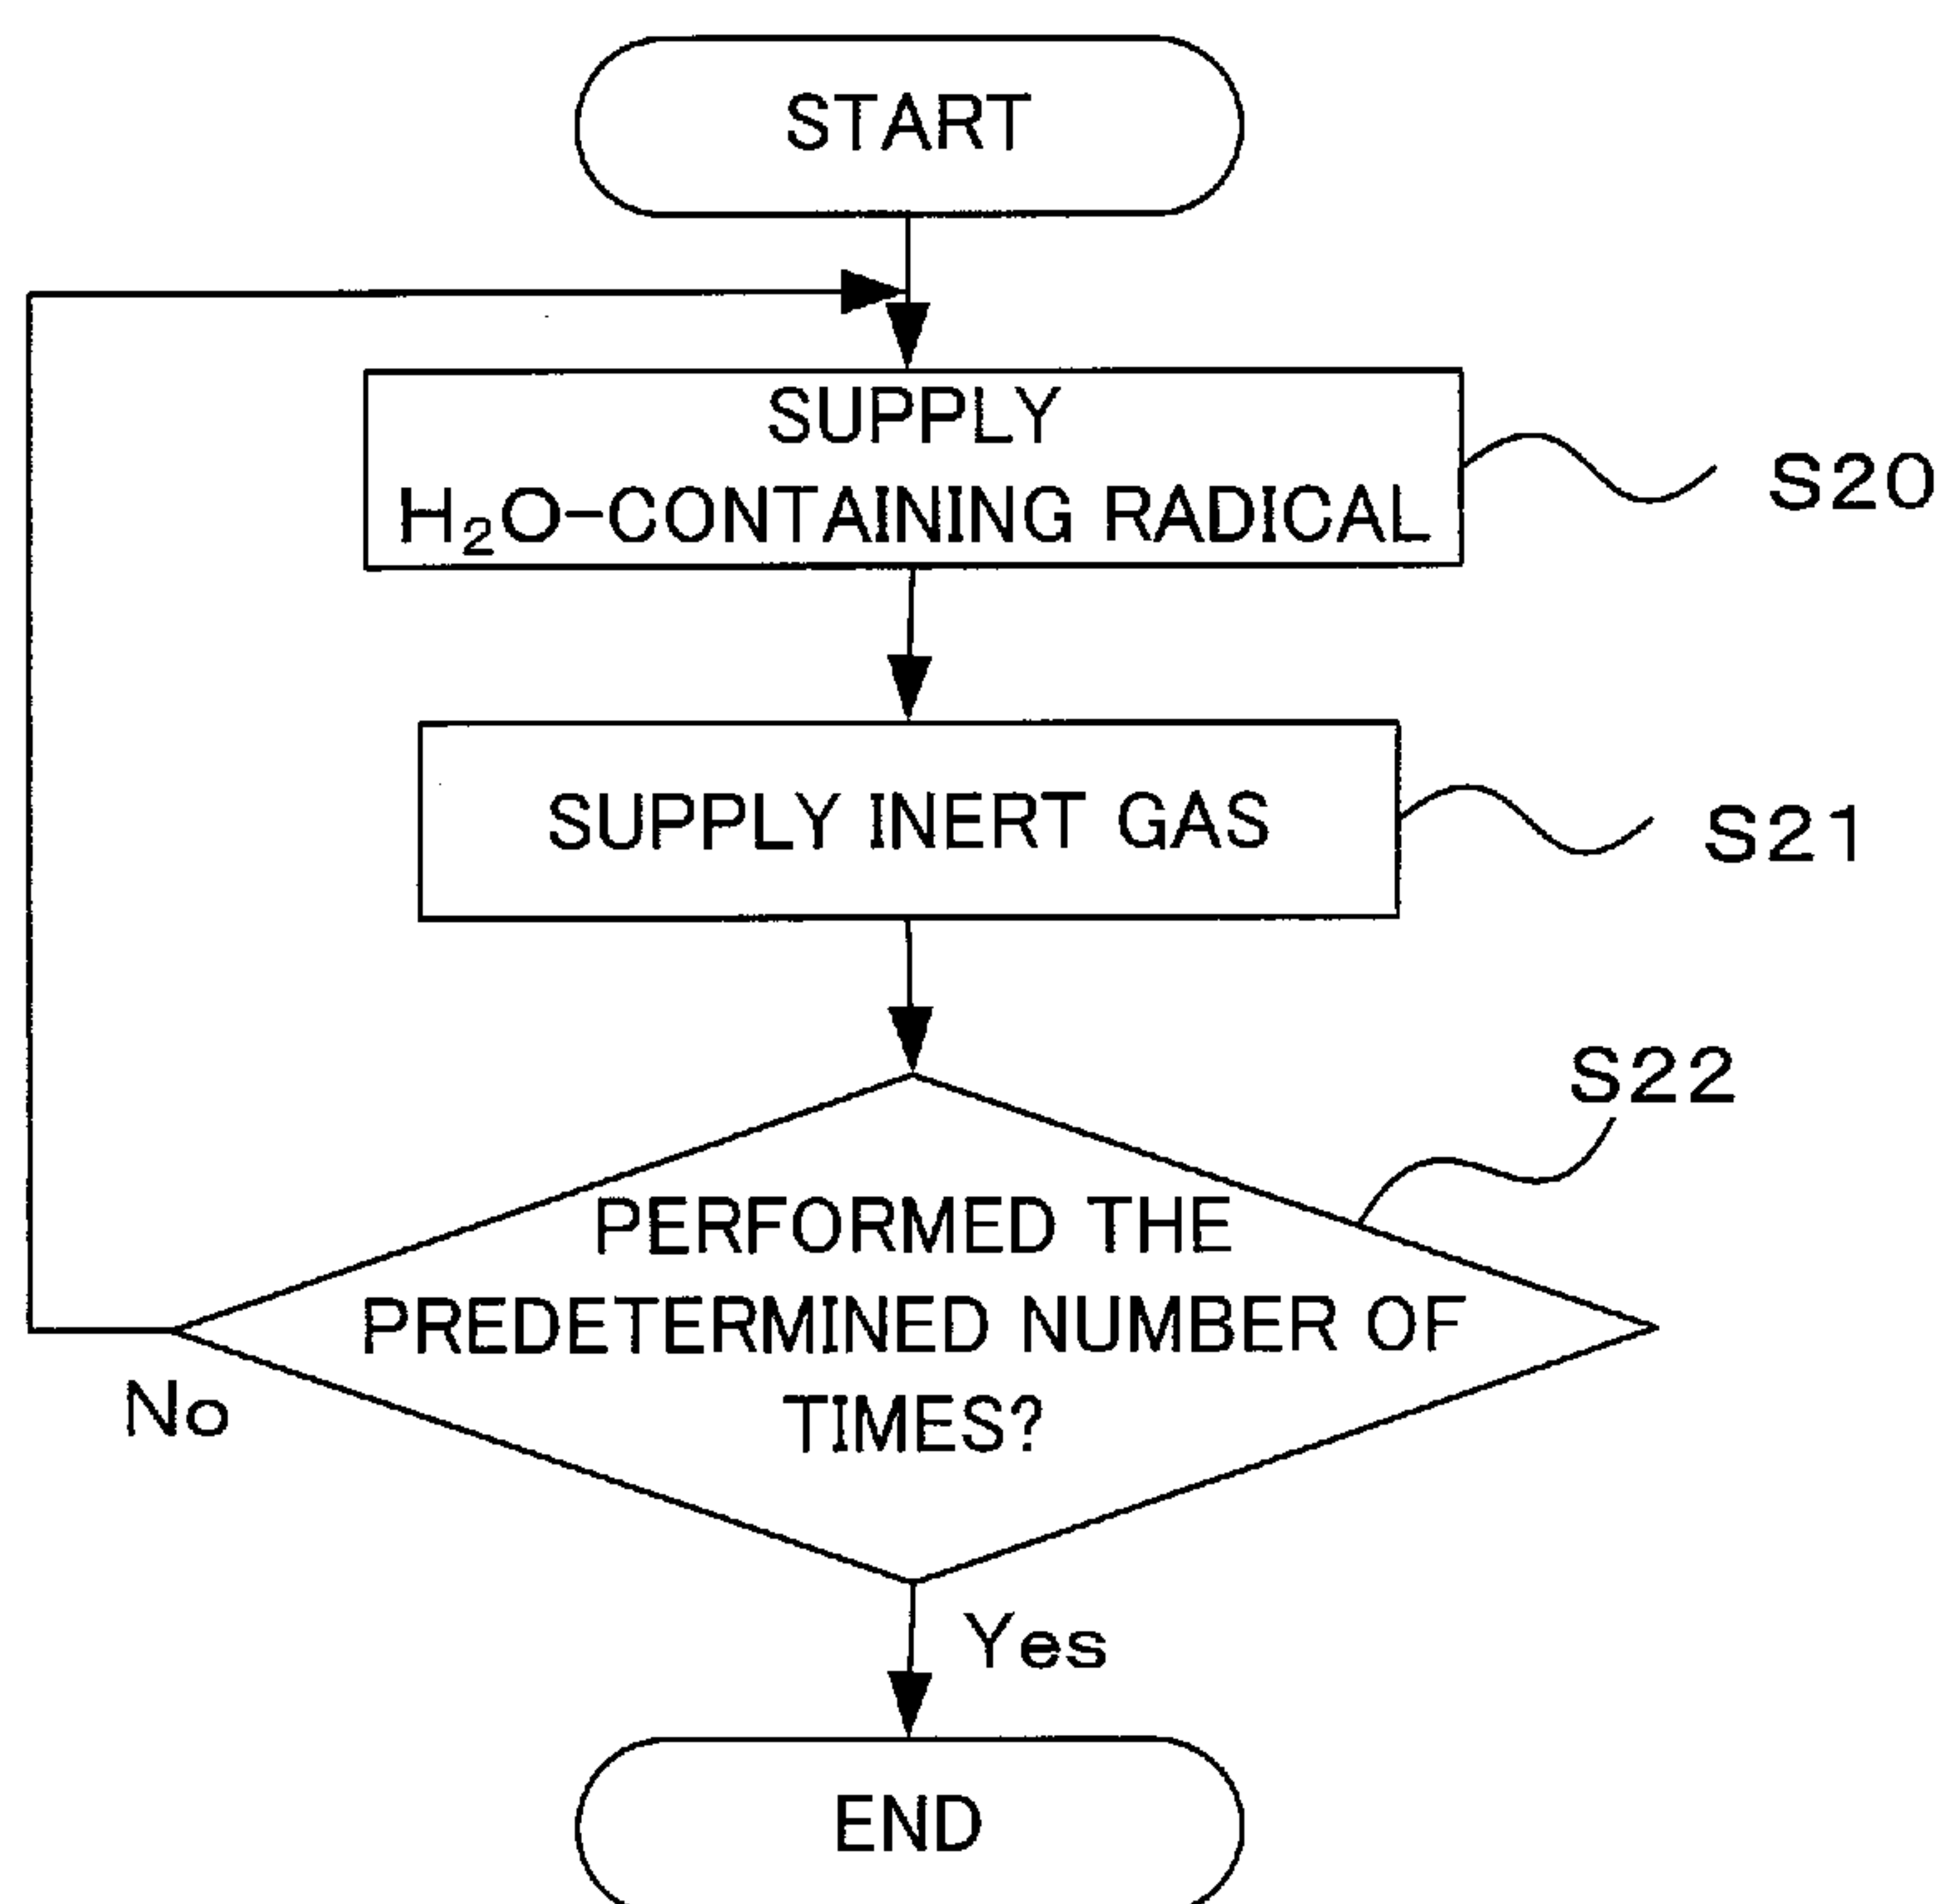 START
SUPPLY
H₂O-CONTAINING RADICAL
S20
SUPPLY INERT GAS
S21
S22
PERFORMED THE
PREDETERMINED NUMBER OF
TIMES?
No
Yes
END